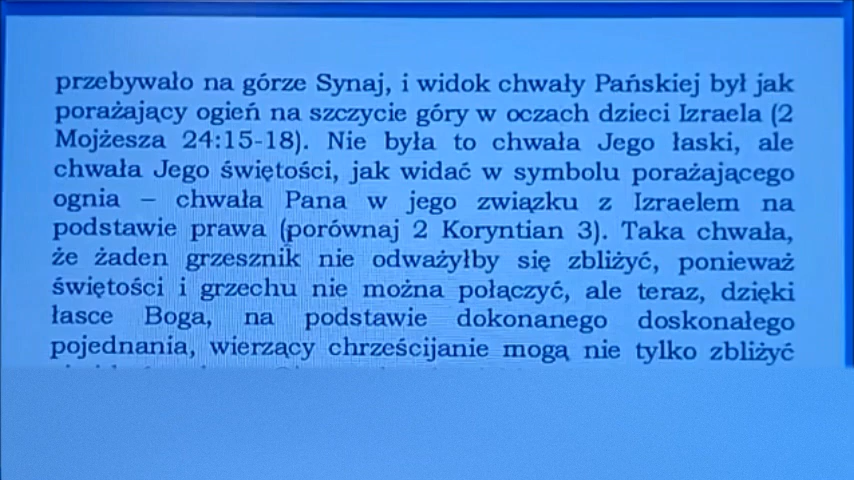 przebywało na górze Synaj, i widok chwały Pańskiej był jak
porażający ogień na szczycie góry w oczach dzieci Izraela (2
Mojżesza 24:15-18). Nie była to chwała Jego łaski, ale
chwała Jego świętości, jak widać w symbolu porażającego
ognia – chwała Pana w jego związku z Izraelem na
podstawie prawa (porównaj 2 Koryntian 3). Taka chwała,
że żaden grzesznik nie odważyłby się zbliżyć, ponieważ
świętości i grzechu nie można połączyć, ale teraz, dzięki
łasce Boga, na podstawie dokonanego doskonałego
pojednania, wierzący chrześcijanie mogą nie tylko zbliżyć